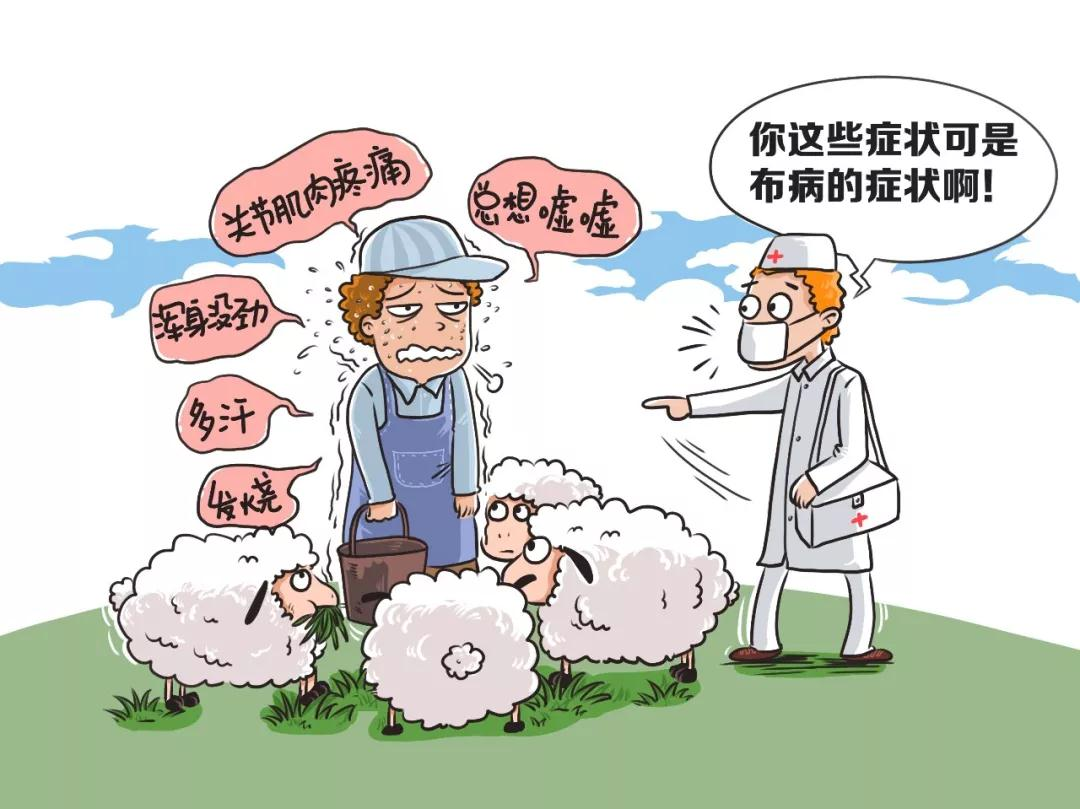 关节肌肉疼痛
总想嘘嘘
浑身没劲
多汗
发烧
你这些症状可是
布病的症状啊！